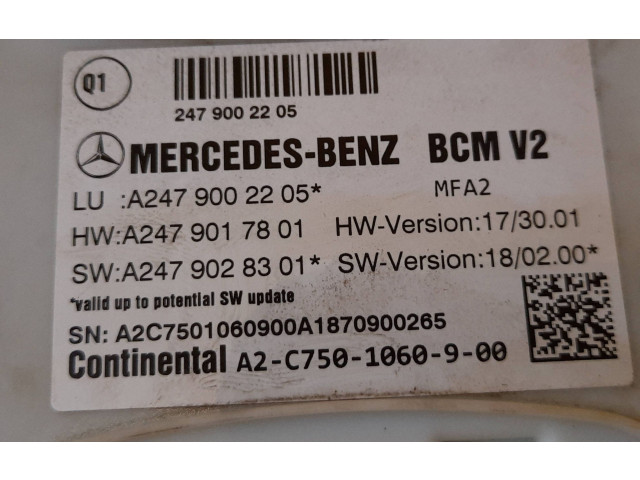 Q1
247 900 22 05
MERCEDES-BENZ BCM V2
LU :A247 900 22 05* MFA2
HW:A247 901 78 01 HW-Version:17/30.01
SW:A247 902 83 01* SW-Version:18/02.00*
*valid up to potential SW update
SN: A2C7501060900A1870900265
Continental A2-C750-1060-9-00